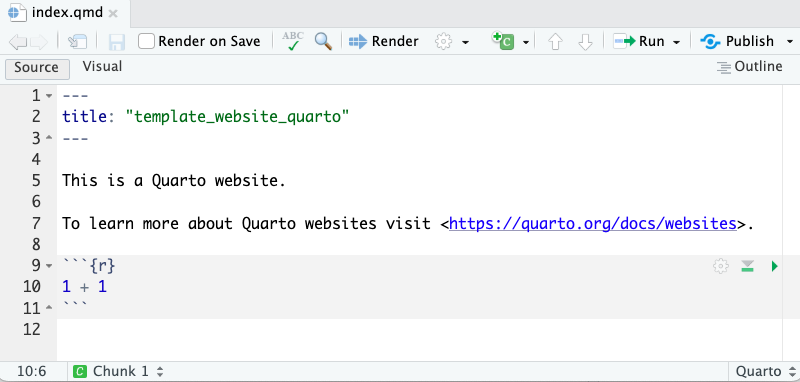 index.qmd
Render on Save ABC Render Run Publish
Source Visual Outline
1 ---
2 title: "template_website_quarto"
3 ---
4
5 This is a Quarto website.
6
7 To learn more about Quarto websites visit <https://quarto.org/docs/websites>.
8
9 ```{r}
10 1 + 1
11 ```
12
10:6 C Chunk 1 Quarto